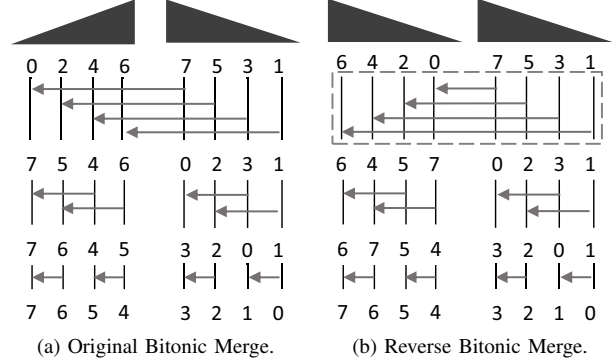 0 2 4 6 7 5 3 1
7 5 4 6 0 2 3 1
7 6 4 5 3 2 0 1
7 6 5 4 3 2 1 0
(a) Original Bitonic Merge.
6 4 2 0 7 5 3 1
6 4 5 7 0 2 3 1
6 7 5 4 3 2 0 1
7 6 5 4 3 2 1 0
(b) Reverse Bitonic Merge.